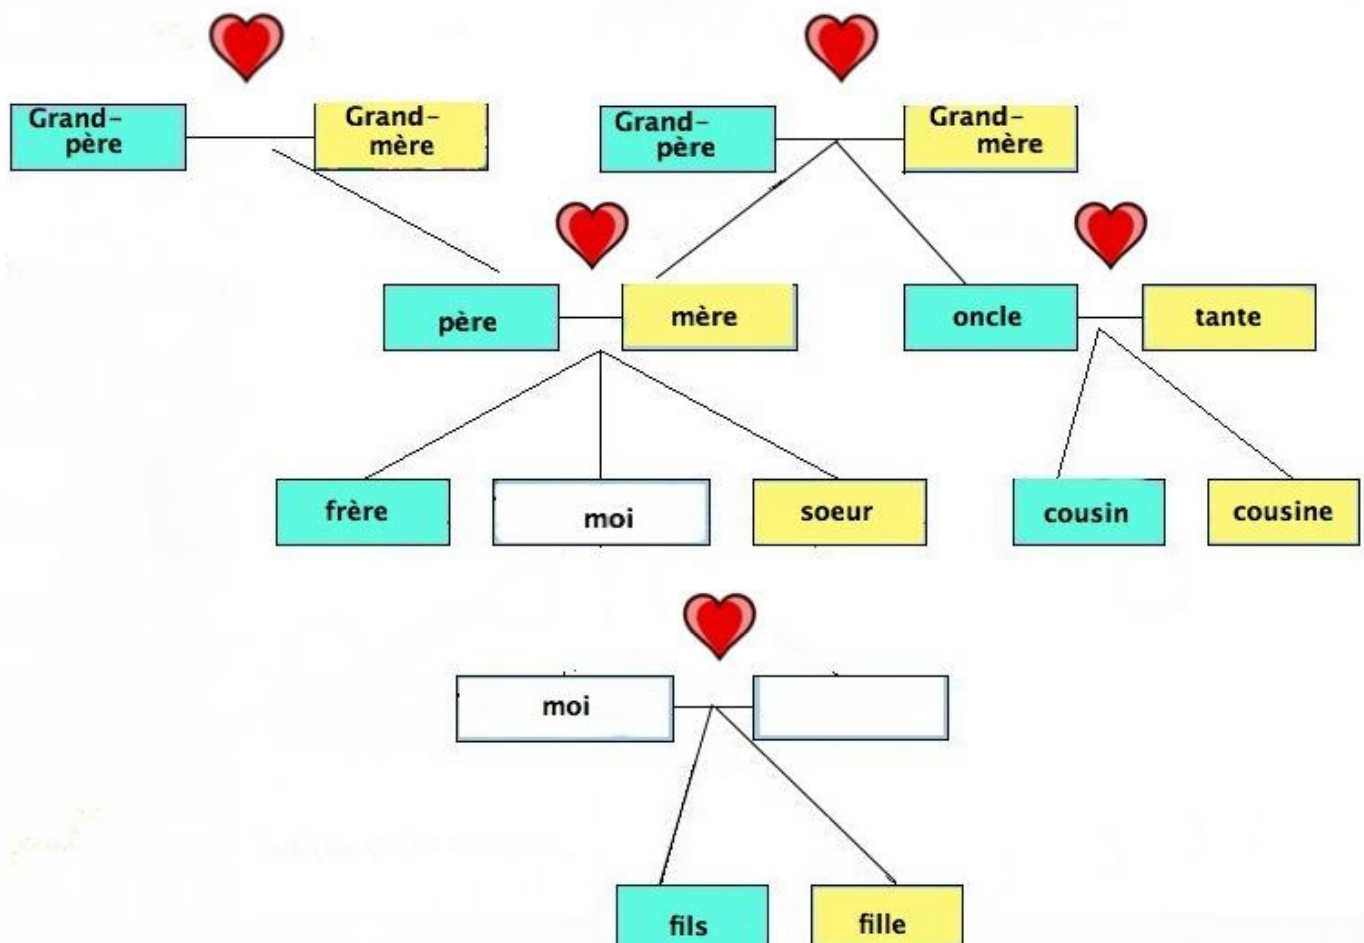 Grand-
père
Grand-
mère
Grand-
père
Grand-
mère
père
mère
oncle
tante
frère
moi
soeur
cousin
cousine
moi
fils
fille